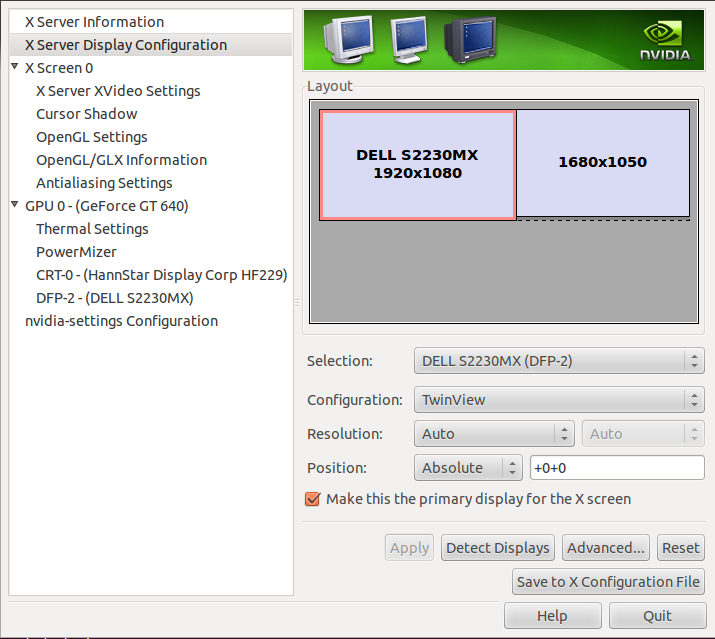 X Server Information
X Server Display Configuration
X Screen 0
X Server XVideo Settings
Cursor Shadow
OpenGL Settings
OpenGL/GLX Information
Antialiasing Settings
GPU 0 - (GeForce GT 640)
Thermal Settings
PowerMizer
CRT-0 - (HannStar Display Corp HF229)
DFP-2 - (DELL S2230MX)
nvidia-settings Configuration
NVIDIA
Layout
DELL S2230MX
1920x1080
1680x1050
Selection: DELL S2230MX (DFP-2)
Configuration: TwinView
Resolution: Auto Auto
Position: Absolute +0+0
Make this the primary display for the X screen
Apply Detect Displays Advanced... Reset
Save to X Configuration File
Help Quit